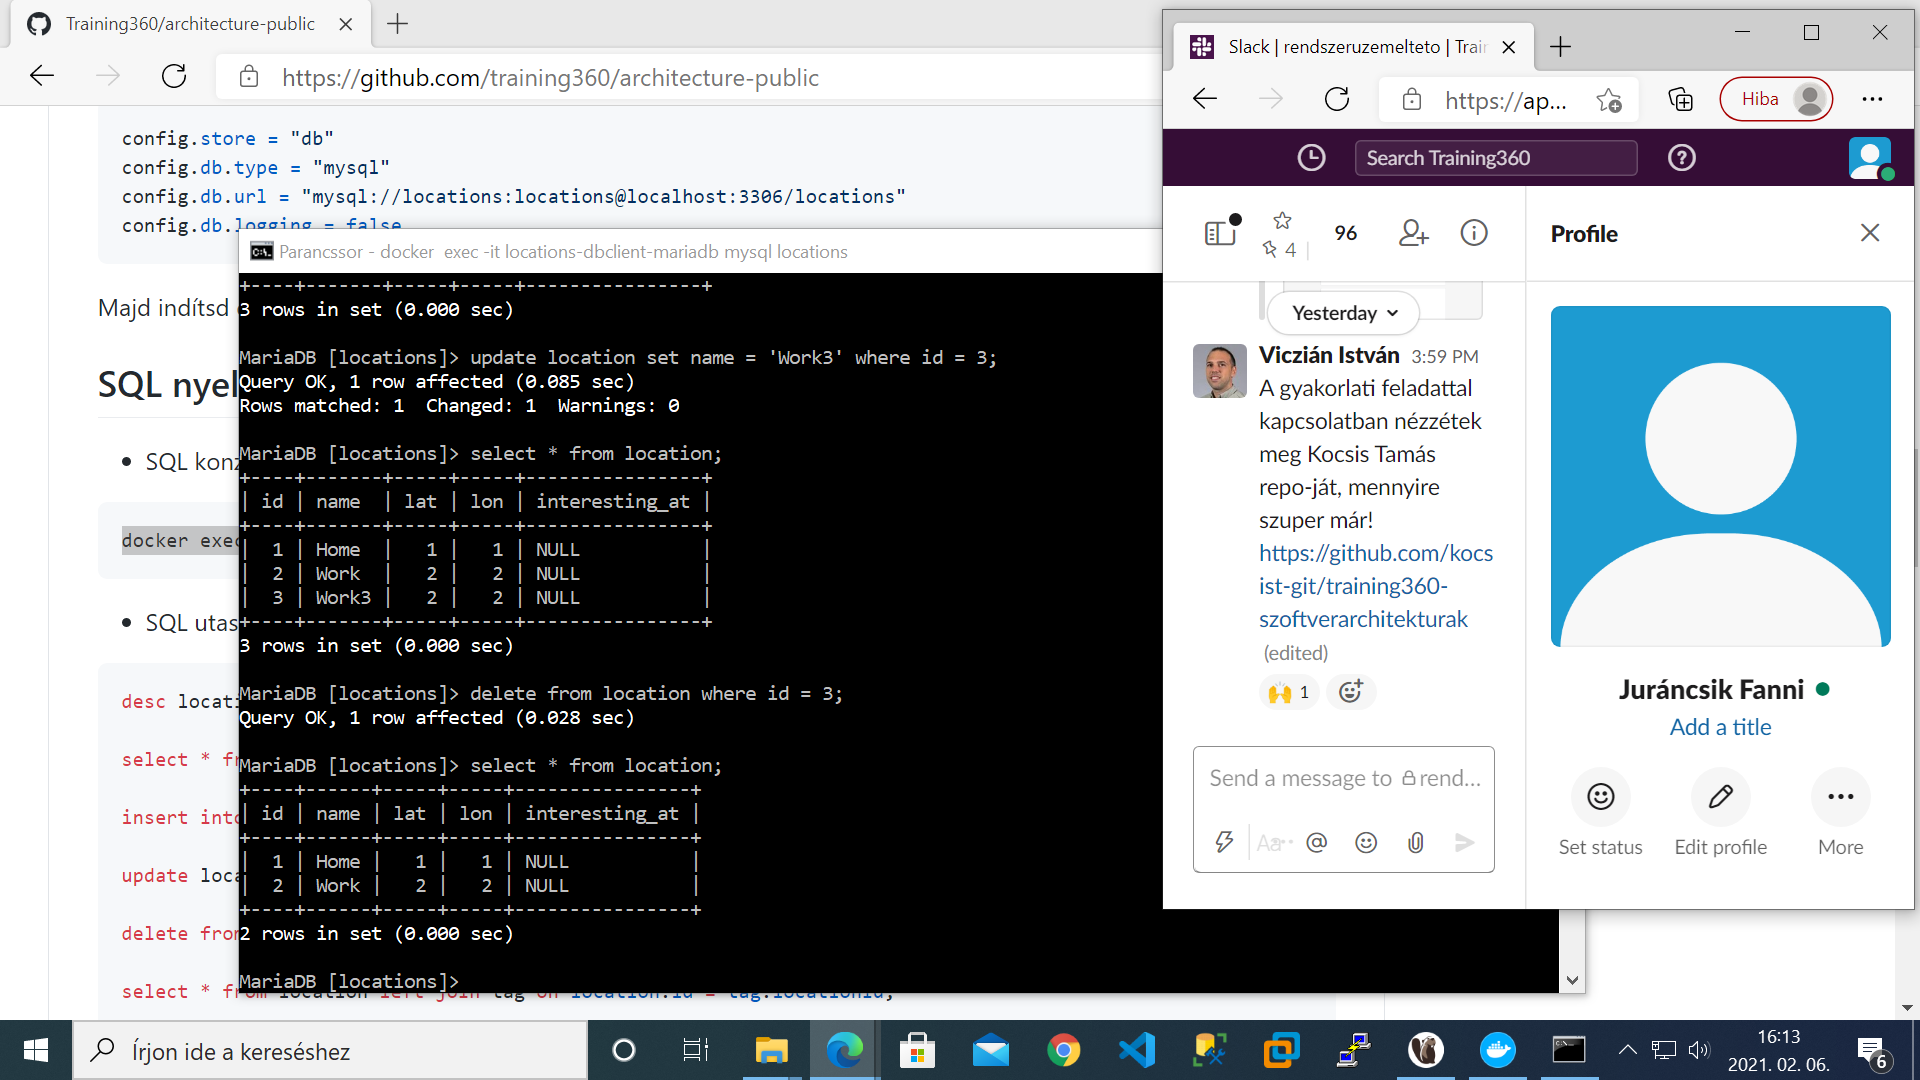 Training360/architecture-public
https://github.com/training360/architecture-public
config.store = "db"
config.db.type = "mysql"
config.db.url = "mysql://locations:locations@localhost:3306/locations"
config.db.logging = false
Majd indítsd
SQL nyel
SQL konz
docker exec
SQL utas
desc locati
select * fr
insert into
update loca
delete from
select * from location left join tag on location.id = tag.locationid;
Parancssor - docker  exec -it locations-dbclient-mariadb mysql locations
+----+-------+-----+-----+----------------+
3 rows in set (0.000 sec)
MariaDB [locations]> update location set name = 'Work3' where id = 3;
Query OK, 1 row affected (0.085 sec)
Rows matched: 1  Changed: 1  Warnings: 0
MariaDB [locations]> select * from location;
+----+-------+-----+-----+----------------+
| id | name  | lat | lon | interesting_at |
+----+-------+-----+-----+----------------+
|  1 | Home  |   1 |   1 | NULL           |
|  2 | Work  |   2 |   2 | NULL           |
|  3 | Work3 |   2 |   2 | NULL           |
+----+-------+-----+-----+----------------+
3 rows in set (0.000 sec)
MariaDB [locations]> delete from location where id = 3;
Query OK, 1 row affected (0.028 sec)
MariaDB [locations]> select * from location;
+----+------+-----+-----+----------------+
| id | name | lat | lon | interesting_at |
+----+------+-----+-----+----------------+
|  1 | Home |   1 |   1 | NULL           |
|  2 | Work |   2 |   2 | NULL           |
+----+------+-----+-----+----------------+
2 rows in set (0.000 sec)
MariaDB [locations]>
Slack | rendszeruzemelteto | Trai
https://ap...
Hiba
Search Training360
4
96
Profile
Yesterday
Viczián István 3:59 PM
A gyakorlati feladattal
kapcsolatban nézzétek
meg Kocsis Tamás
repo-ját, mennyire
szuper már!
https://github.com/kocs
ist-git/training360-
szoftverarchitekturak
(edited)
1
Send a message to rend...
Aa
Juráncsik Fanni
Add a title
Set status
Edit profile
More
Írjon ide a kereséshez
16:13
2021. 02. 06.
6